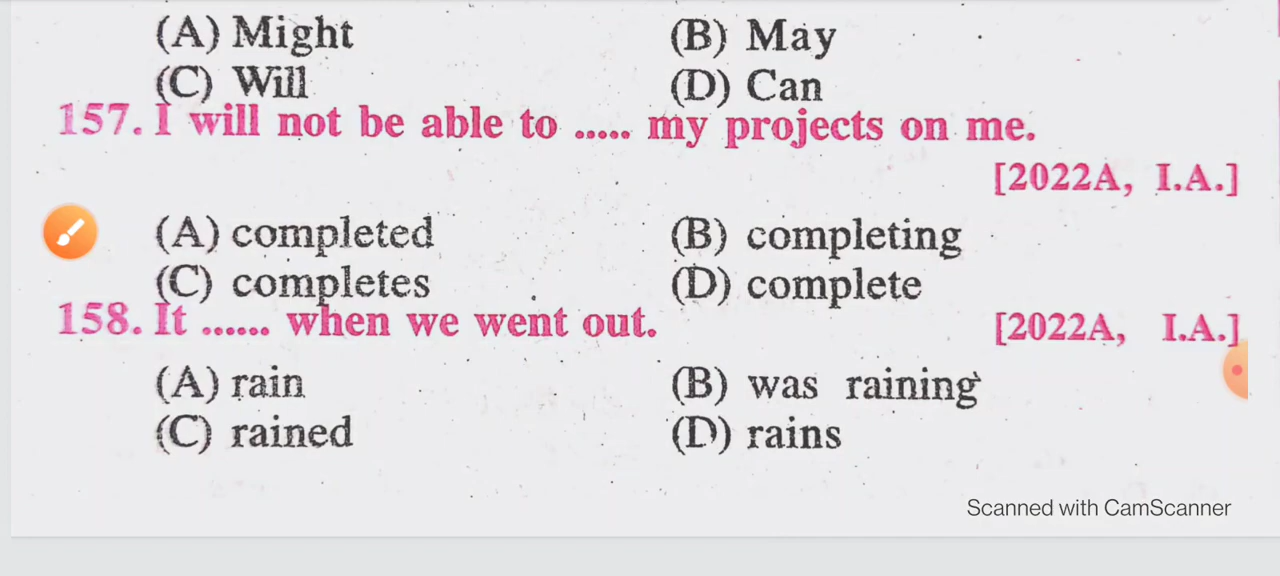 (A) Might (B) May
(C) Will (D) Can
157. I will not be able to ..... my projects on me.
[2022A, I.A.]
(A) completed (B) completing
(C) completes (D) complete
158. It ...... when we went out. [2022A, I.A.]
(A) rain (B) was raining
(C) rained (D) rains
Scanned with CamScanner